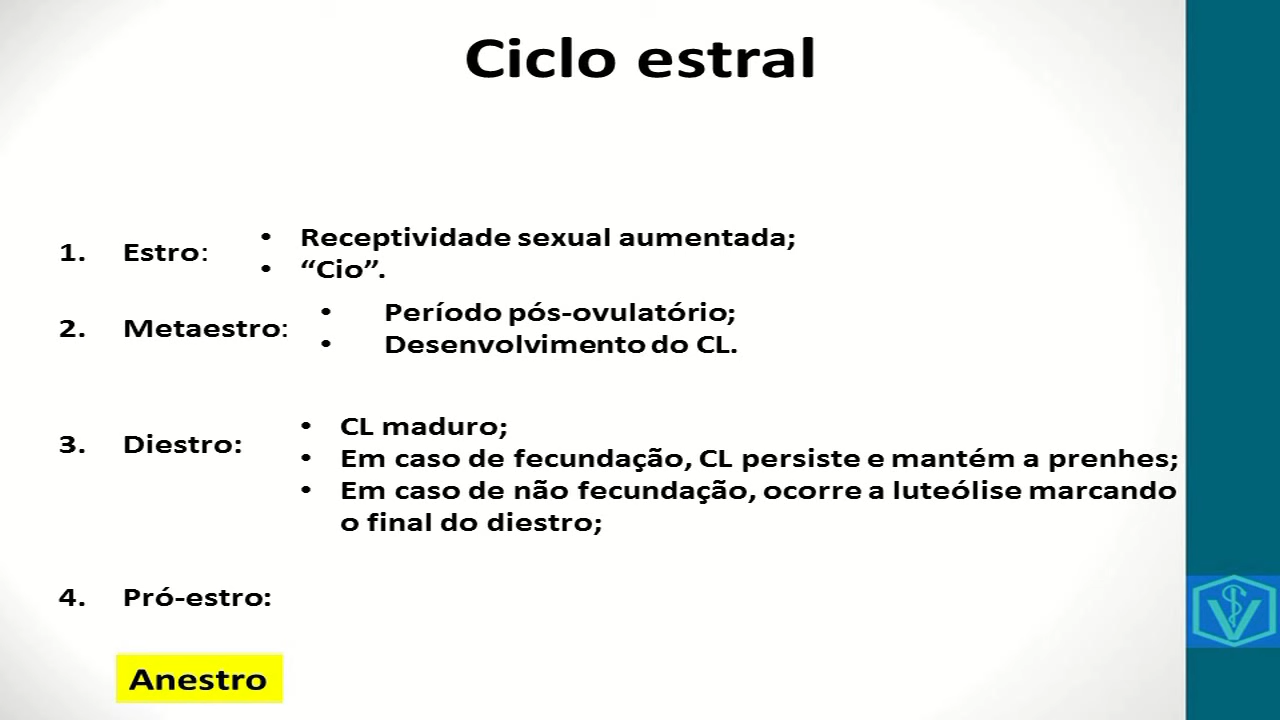 Ciclo estral
1. Estro:
• Receptividade sexual aumentada;
• “Cio”.
2. Metaestro:
• Período pós-ovulatório;
• Desenvolvimento do CL.
3. Diestro:
• CL maduro;
• Em caso de fecundação, CL persiste e mantém a prenhes;
• Em caso de não fecundação, ocorre a luteólise marcando
o final do diestro;
4. Pró-estro:
Anestro